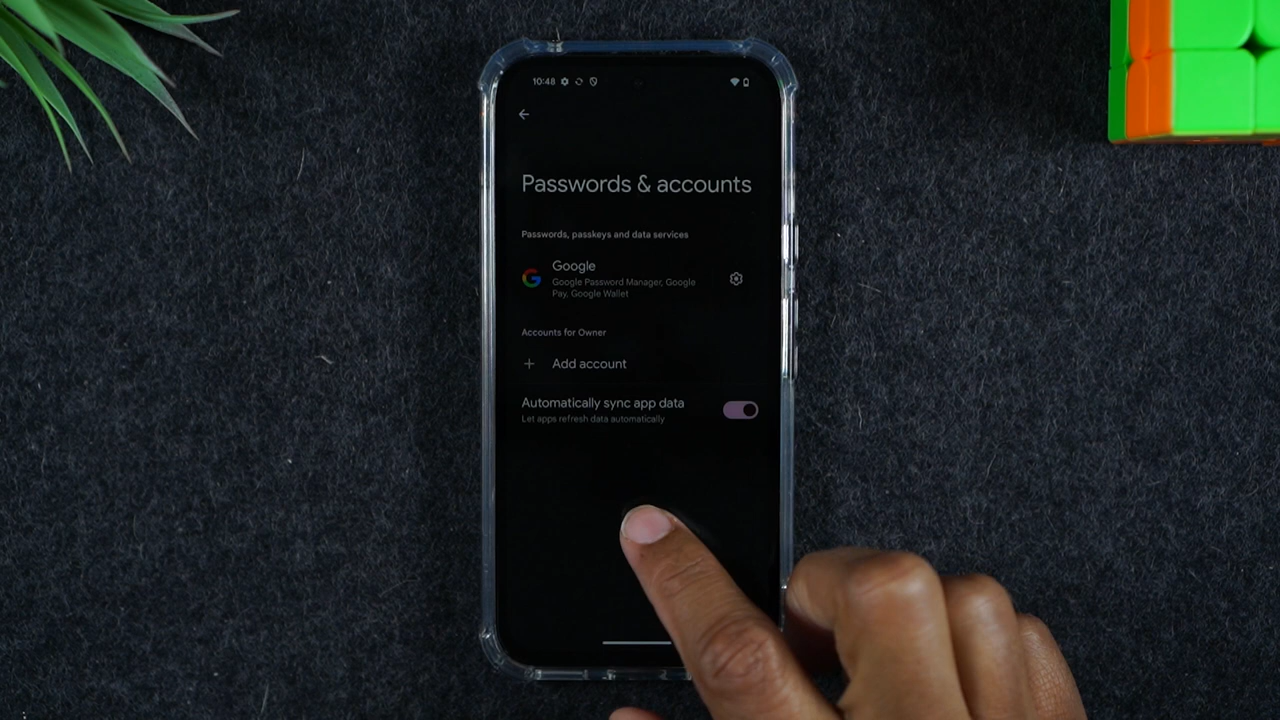 10:48
Passwords & accounts
Passwords, passkeys and data services
Google
Google Password Manager, Google
Pay, Google Wallet
Accounts for Owner
Add account
Automatically sync app data
Let apps refresh data automatically